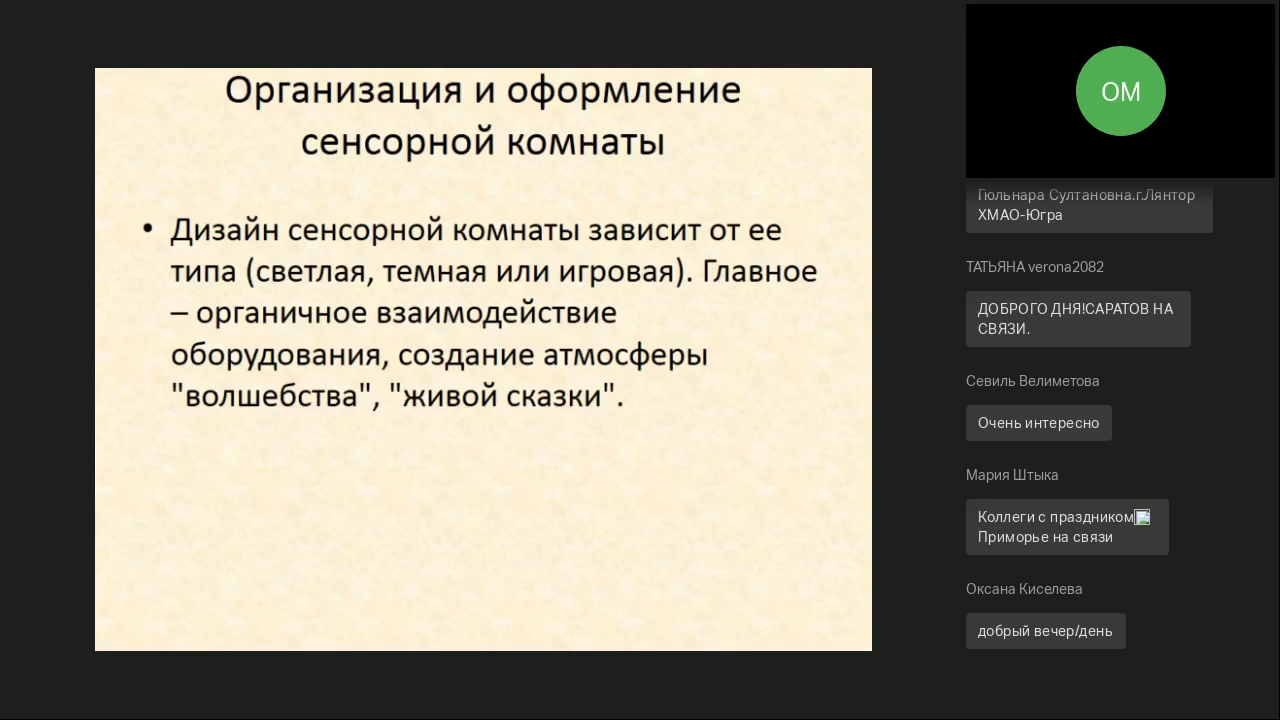 Организация и оформление
сенсорной комнаты
• Дизайн сенсорной комнаты зависит от ее
типа (светлая, темная или игровая). Главное
– органичное взаимодействие
оборудования, создание атмосферы
"волшебства", "живой сказки".
ОМ
Гюльнара Султановна.г.Лянтор
ХМАО-Югра
ТАТЬЯНА verona2082
ДОБРОГО ДНЯ!САРАТОВ НА
СВЯЗИ.
Севиль Велиметова
Очень интересно
Мария Штыка
Коллеги с праздником
Приморье на связи
Оксана Киселева
добрый вечер/день